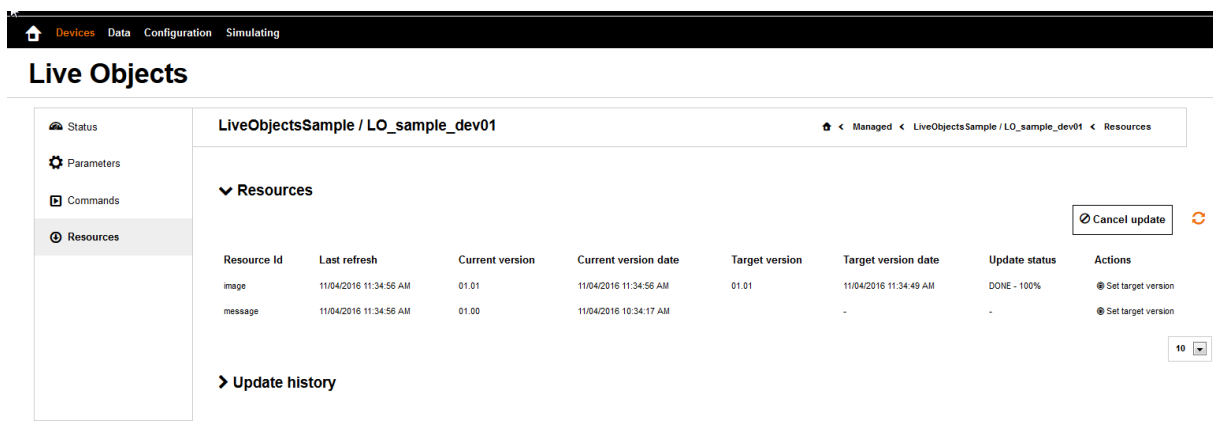 Devices Data Configuration Simulating
Live Objects
Status
Parameters
Commands
Resources
LiveObjectsSample / LO_sample_dev01
< Managed < LiveObjectsSample / LO_sample_dev01 < Resources
Resources
Cancel update
Resource Id Last refresh Current version Current version date Target version Target version date Update status Actions
image 11/04/2016 11:34:56 AM 01.01 11/04/2016 11:34:56 AM 01.01 11/04/2016 11:34:49 AM DONE - 100% Set target version
message 11/04/2016 11:34:56 AM 01.00 11/04/2016 10:34:17 AM - - Set target version
10
Update history